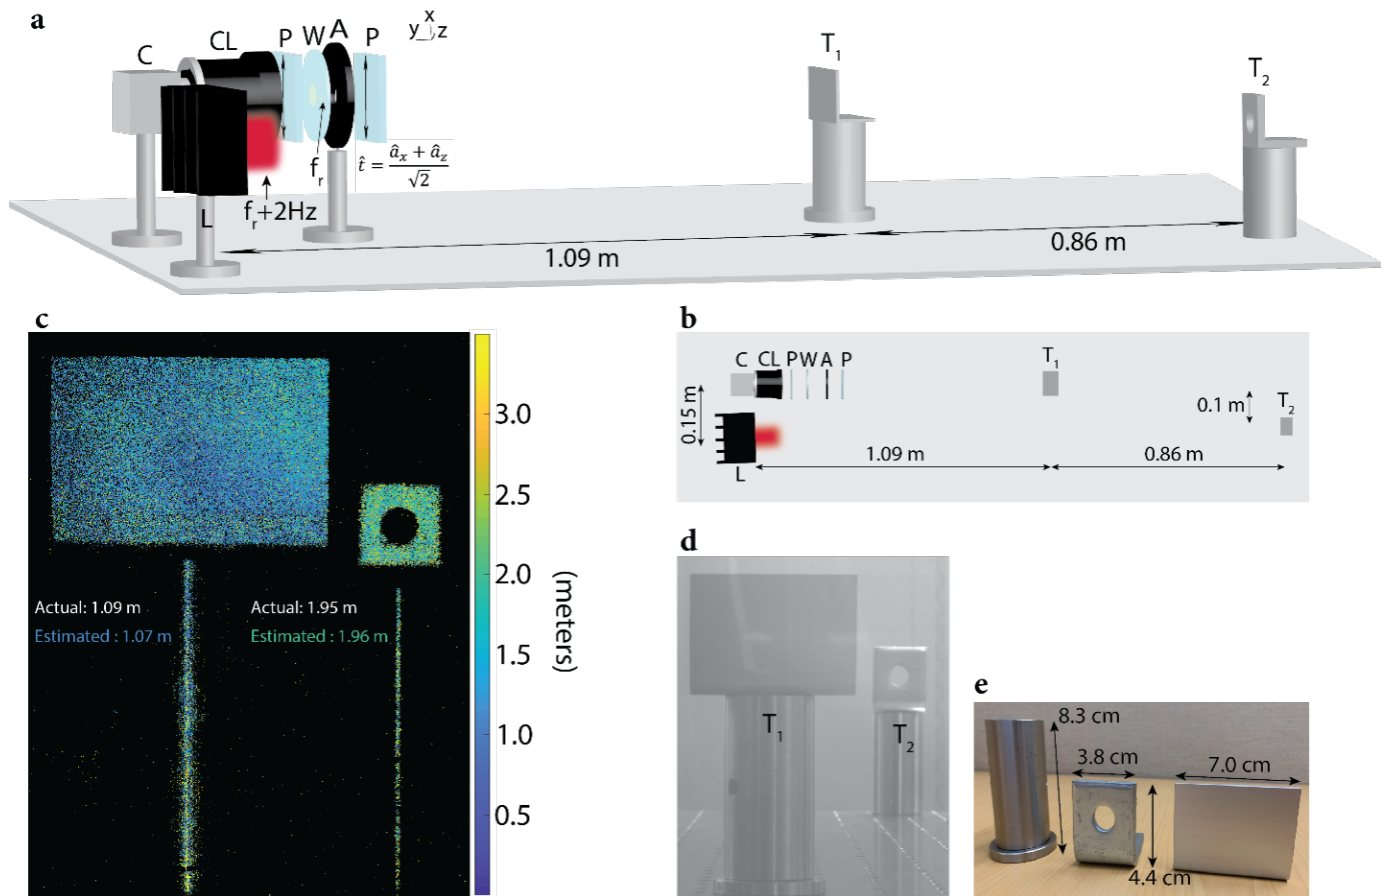 a
C
CL
P
W
A
P
x
y
z
T1
T2
fr
t̂ = (âx + âz)/√2
L
fr+2Hz
1.09 m
0.86 m
c
3.0
2.5
2.0
1.5
1.0
0.5
(meters)
Actual: 1.09 m
Estimated : 1.07 m
Actual: 1.95 m
Estimated : 1.96 m
b
C CL P W A P
T1
T2
0.15 m
0.1 m
1.09 m
0.86 m
L
d
T1
T2
e
8.3 cm
3.8 cm
7.0 cm
4.4 cm